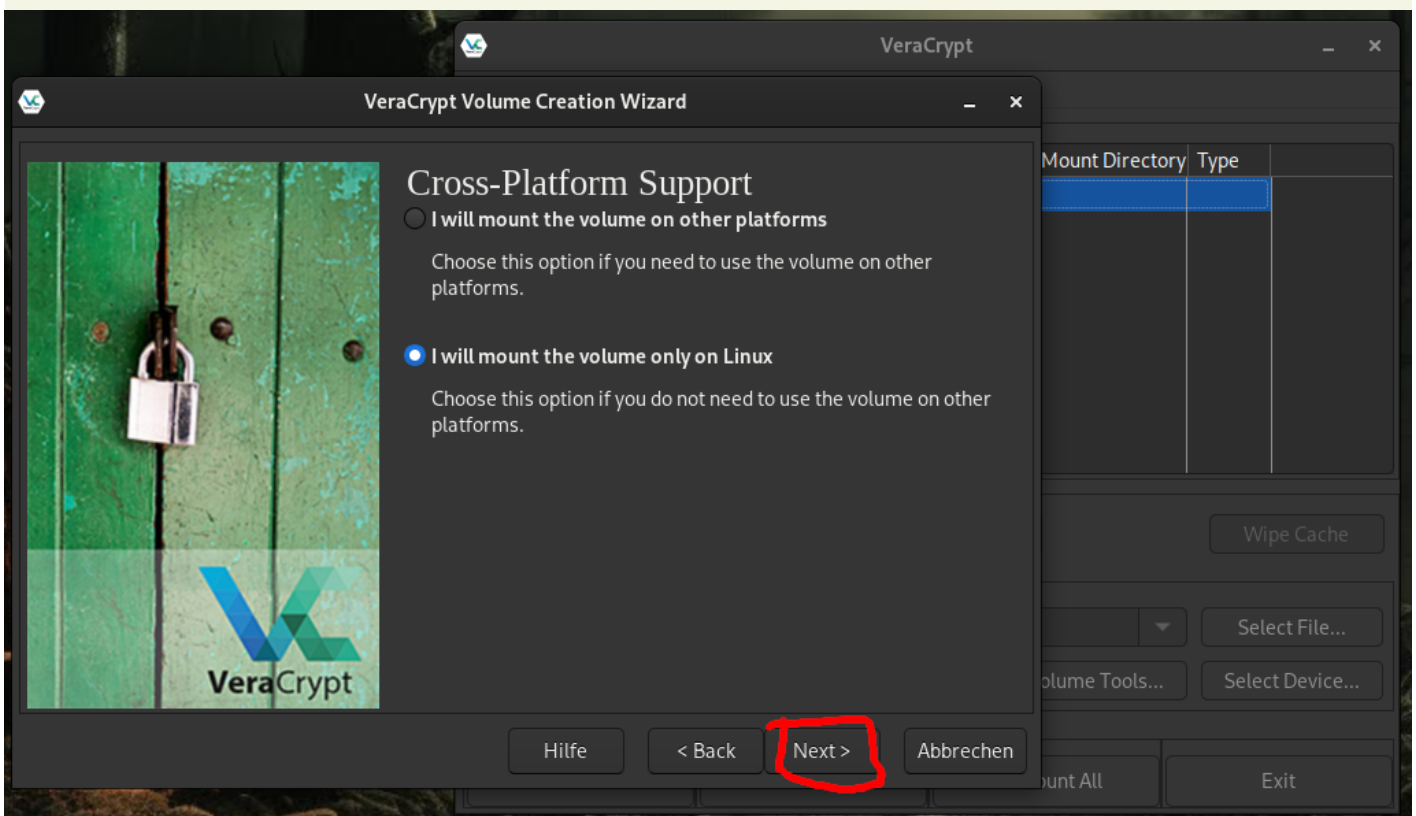 VeraCrypt
VeraCrypt Volume Creation Wizard
Cross-Platform Support
I will mount the volume on other platforms
Choose this option if you need to use the volume on other
platforms.
I will mount the volume only on Linux
Choose this option if you do not need to use the volume on other
platforms.
VeraCrypt
Hilfe
< Back
Next >
Abbrechen
Mount Directory
Type
Wipe Cache
Select File...
olume Tools...
Select Device...
ount All
Exit